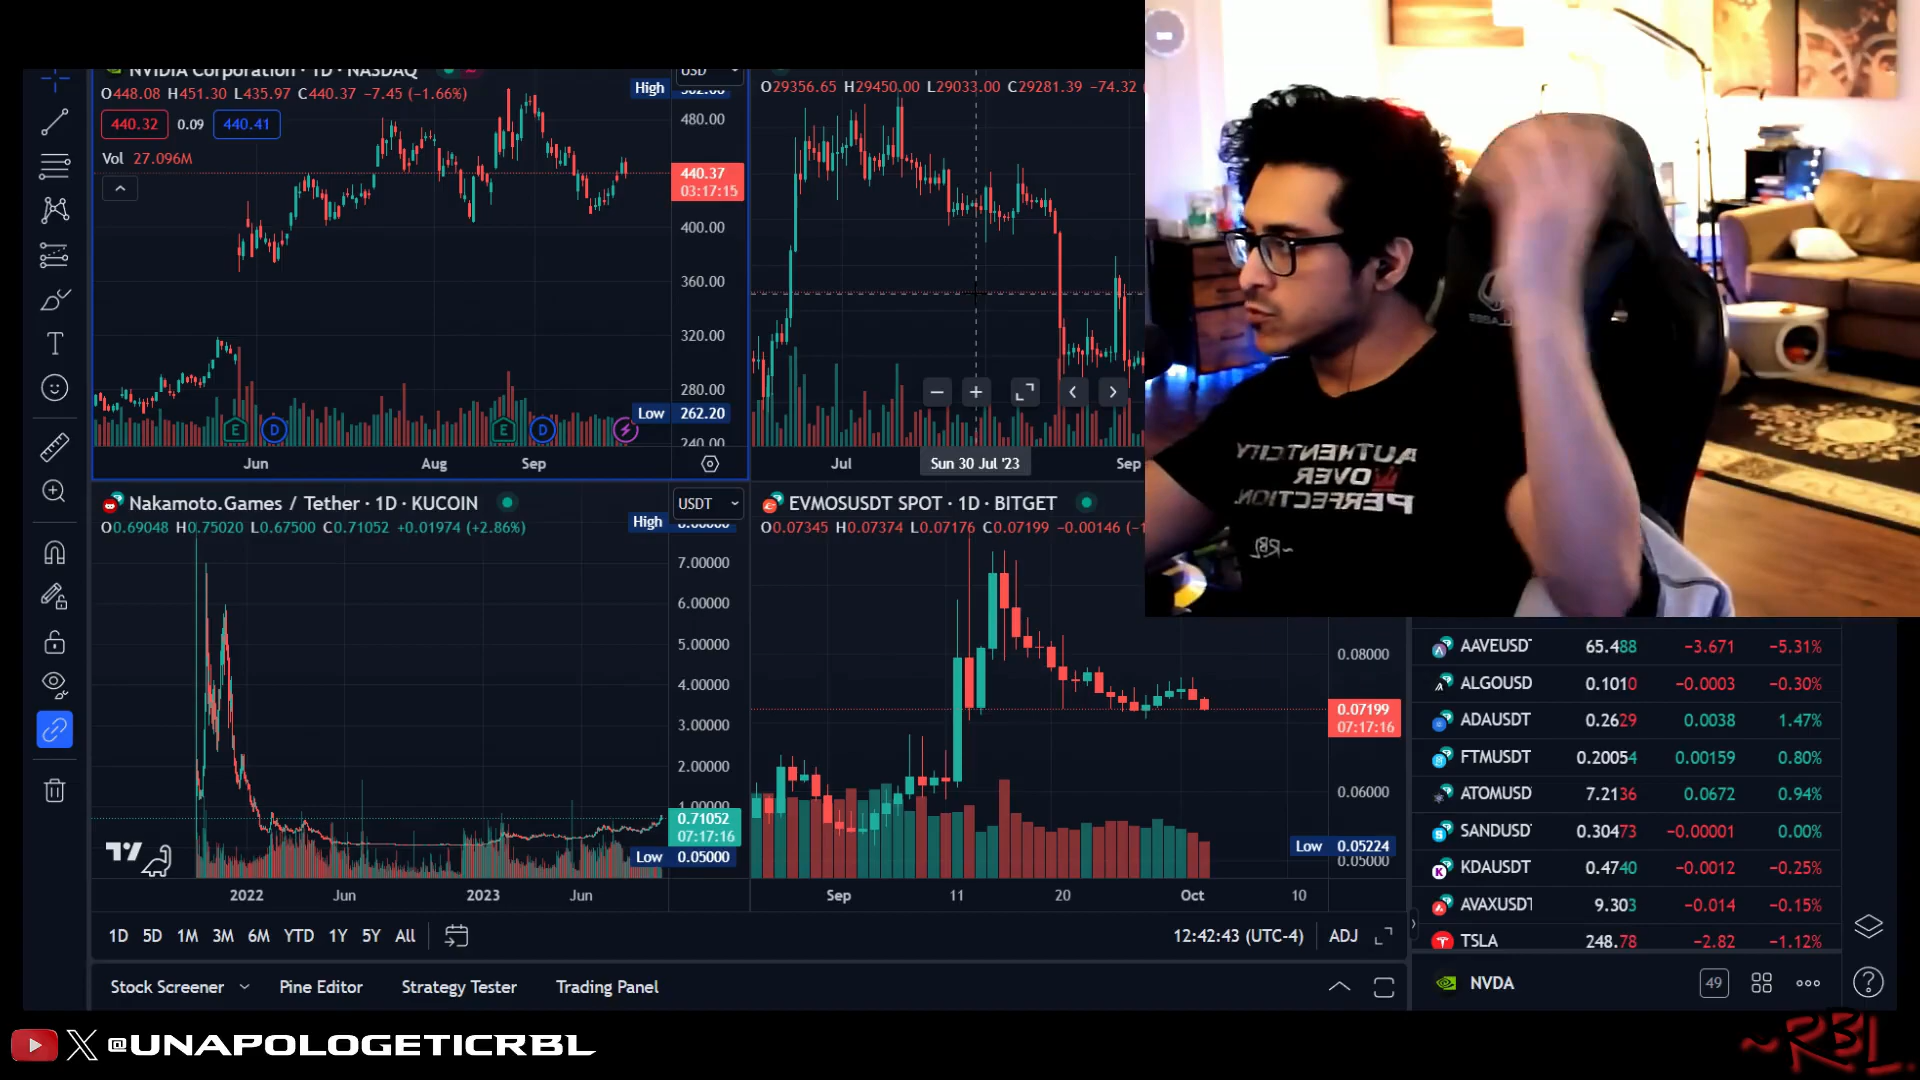 NVIDIA Corporation · 1D · NASDAQ
USD
O448.08 H451.30 L435.97 C440.37 −7.45 (−1.66%)
440.32 0.09 440.41
Vol 27.096M
High
480.00
440.37
03:17:15
400.00
360.00
320.00
280.00
Low 262.20
240.00
E D E D
Jun Aug Sep
O29356.65 H29450.00 L29033.00 C29281.39 −74.32
Jul Sun 30 Jul '23 Sep
Nakamoto.Games / Tether · 1D · KUCOIN
USDT
O0.69048 H0.75020 L0.67500 C0.71052 +0.01974 (+2.86%)
High
7.00000
6.00000
5.00000
4.00000
3.00000
2.00000
1.00000
0.71052
07:17:16
Low 0.05000
2022 Jun 2023 Jun
EVMOSUSDT SPOT · 1D · BITGET
O0.07345 H0.07374 L0.07176 C0.07199 −0.00146
0.08000
0.07199
07:17:16
0.06000
Low 0.05224
0.05000
Sep 11 20 Oct 10
1D 5D 1M 3M 6M YTD 1Y 5Y All
12:42:43 (UTC-4) ADJ
Stock Screener Pine Editor Strategy Tester Trading Panel
AUTHENTCITY
OVER
PERFECTION.
~RBL
AAVEUSDT 65.488 −3.671 −5.31%
ALGOUSD 0.1010 −0.0003 −0.30%
ADAUSDT 0.2629 0.0038 1.47%
FTMUSDT 0.20054 0.00159 0.80%
ATOMUSD 7.2136 0.0672 0.94%
SANDUSDT 0.30473 −0.00001 0.00%
KDAUSDT 0.4740 −0.0012 −0.25%
AVAXUSDT 9.303 −0.014 −0.15%
TSLA 248.78 −2.82 −1.12%
NVDA 49
@UNAPOLOGETICRBL
~RBL.